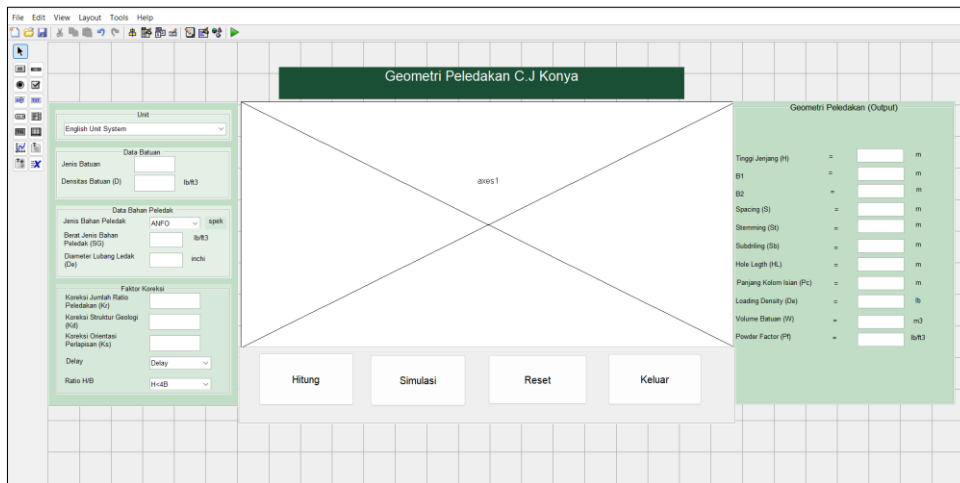 File Edit View Layout Tools Help
Geometri Peledakan C.J Konya
Unit
English Unit System
Data Batuan
Jenis Batuan
Densitas Batuan (D) lb/ft3
Data Bahan Peledak
Jenis Bahan Peledak ANFO spek
Berat Jenis Bahan
Peledak (SG) lb/ft3
Diameter Lubang Ledak
(De) inchi
Faktor Koreksi
Koreksi Jumlah Ratio
Peledakan (Kr)
Koreksi Struktur Geologi
(Kd)
Koreksi Orientasi
Perlapisan (Ks)
Delay Delay
Ratio H/B H<4B
axes1
Hitung Simulasi Reset Keluar
Geometri Peledakan (Output)
Tinggi Jenjang (H) = m
B1 = m
B2 = m
Spacing (S) = m
Stemming (St) = m
Subdriling (Sb) = m
Hole Legth (HL) = m
Panjang Kolom Isian (Pc) = m
Loading Density (De) = lb
Volume Batuan (W) = m3
Powder Factor (Pf) = lb/ft3